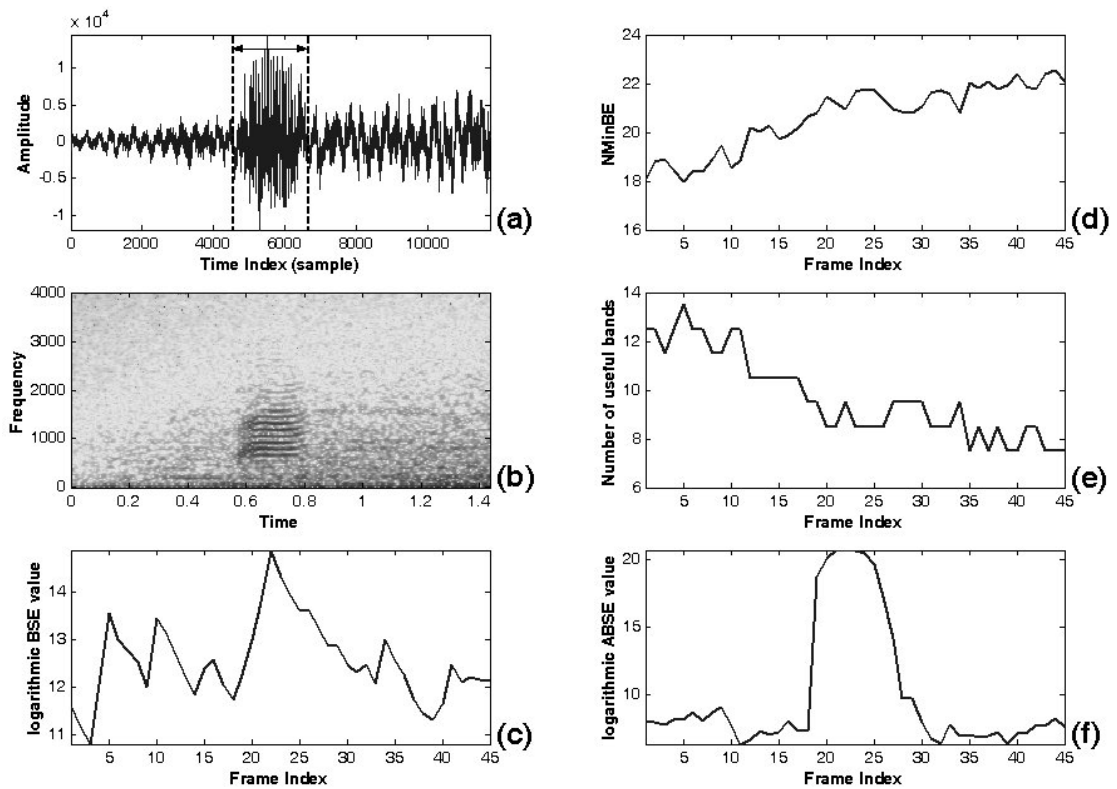 × 10^4
1
0.5
0
-0.5
-1
Amplitude
0 2000 4000 6000 8000 10000
Time Index (sample)
(a)
4000
3000
2000
1000
0
Frequency
0 0.2 0.4 0.6 0.8 1 1.2 1.4
Time
(b)
14
13
12
11
logarithmic BSE value
5 10 15 20 25 30 35 40 45
Frame Index
(c)
24
22
20
18
16
NMinBE
5 10 15 20 25 30 35 40 45
Frame Index
(d)
14
12
10
8
6
Number of useful bands
5 10 15 20 25 30 35 40 45
Frame Index
(e)
20
15
10
logarithmic ABSE value
5 10 15 20 25 30 35 40 45
Frame Index
(f)